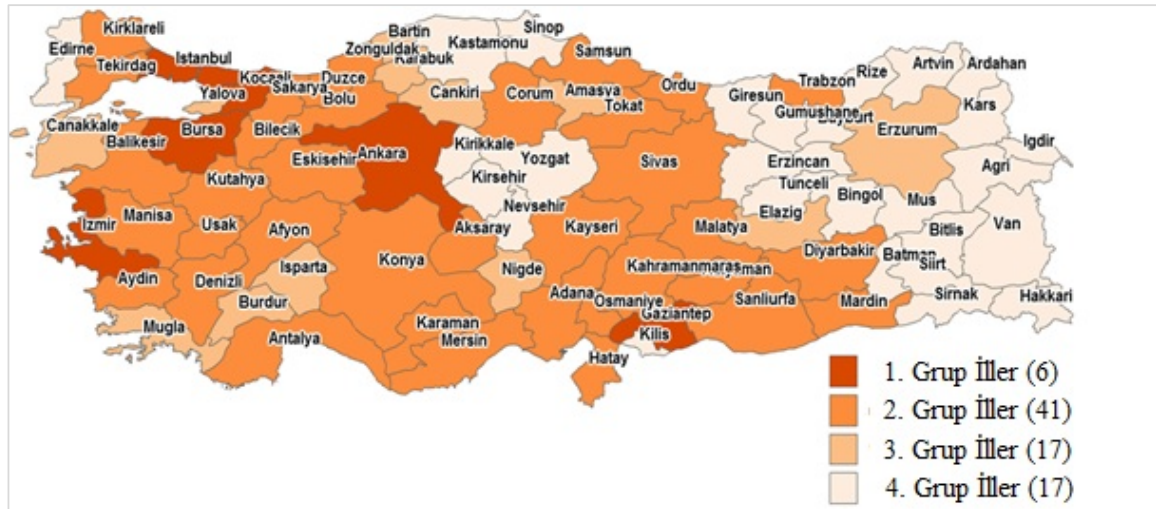 Kirklareli
Edirne
Tekirdag
Istanbul
Kocaeli
Yalova
Sakarya
Duzce
Bolu
Zonguldak
Bartin
Karabuk
Kastamonu
Sinop
Cankiri
Corum
Samsun
Amasya
Tokat
Ordu
Giresun
Trabzon
Gumushane
Bayburt
Rize
Artvin
Ardahan
Kars
Igdir
Erzurum
Agri
Canakkale
Balikesir
Bursa
Bilecik
Eskisehir
Ankara
Kirikkale
Yozgat
Kirsehir
Nevsehir
Sivas
Erzincan
Tunceli
Bingol
Mus
Elazig
Bitlis
Van
Kutahya
Manisa
Izmir
Usak
Afyon
Konya
Aksaray
Kayseri
Malatya
Diyarbakir
Batman
Siirt
Sirnak
Hakkari
Aydin
Denizli
Isparta
Burdur
Mugla
Antalya
Nigde
Karaman
Mersin
Adana
Osmaniye
Kahramanmaras
Gaziantep
Kilis
Hatay
Sanliurfa
Mardin
1. Grup İller (6)
2. Grup İller (41)
3. Grup İller (17)
4. Grup İller (17)